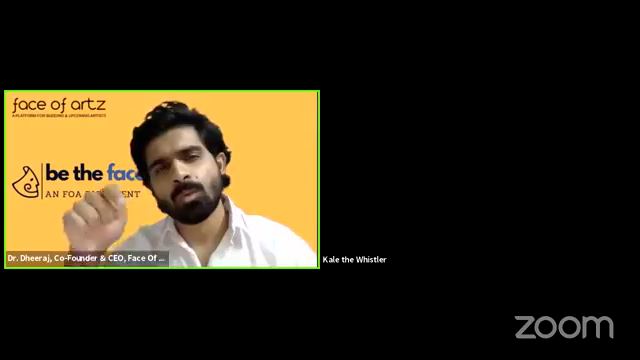 face of artz
A PLATFORM FOR BUDDING & UPCOMING ARTISTS
be the face
AN FOA
Dr. Dheeraj, Co-Founder & CEO, Face Of ...
Kale the Whistler
zoom